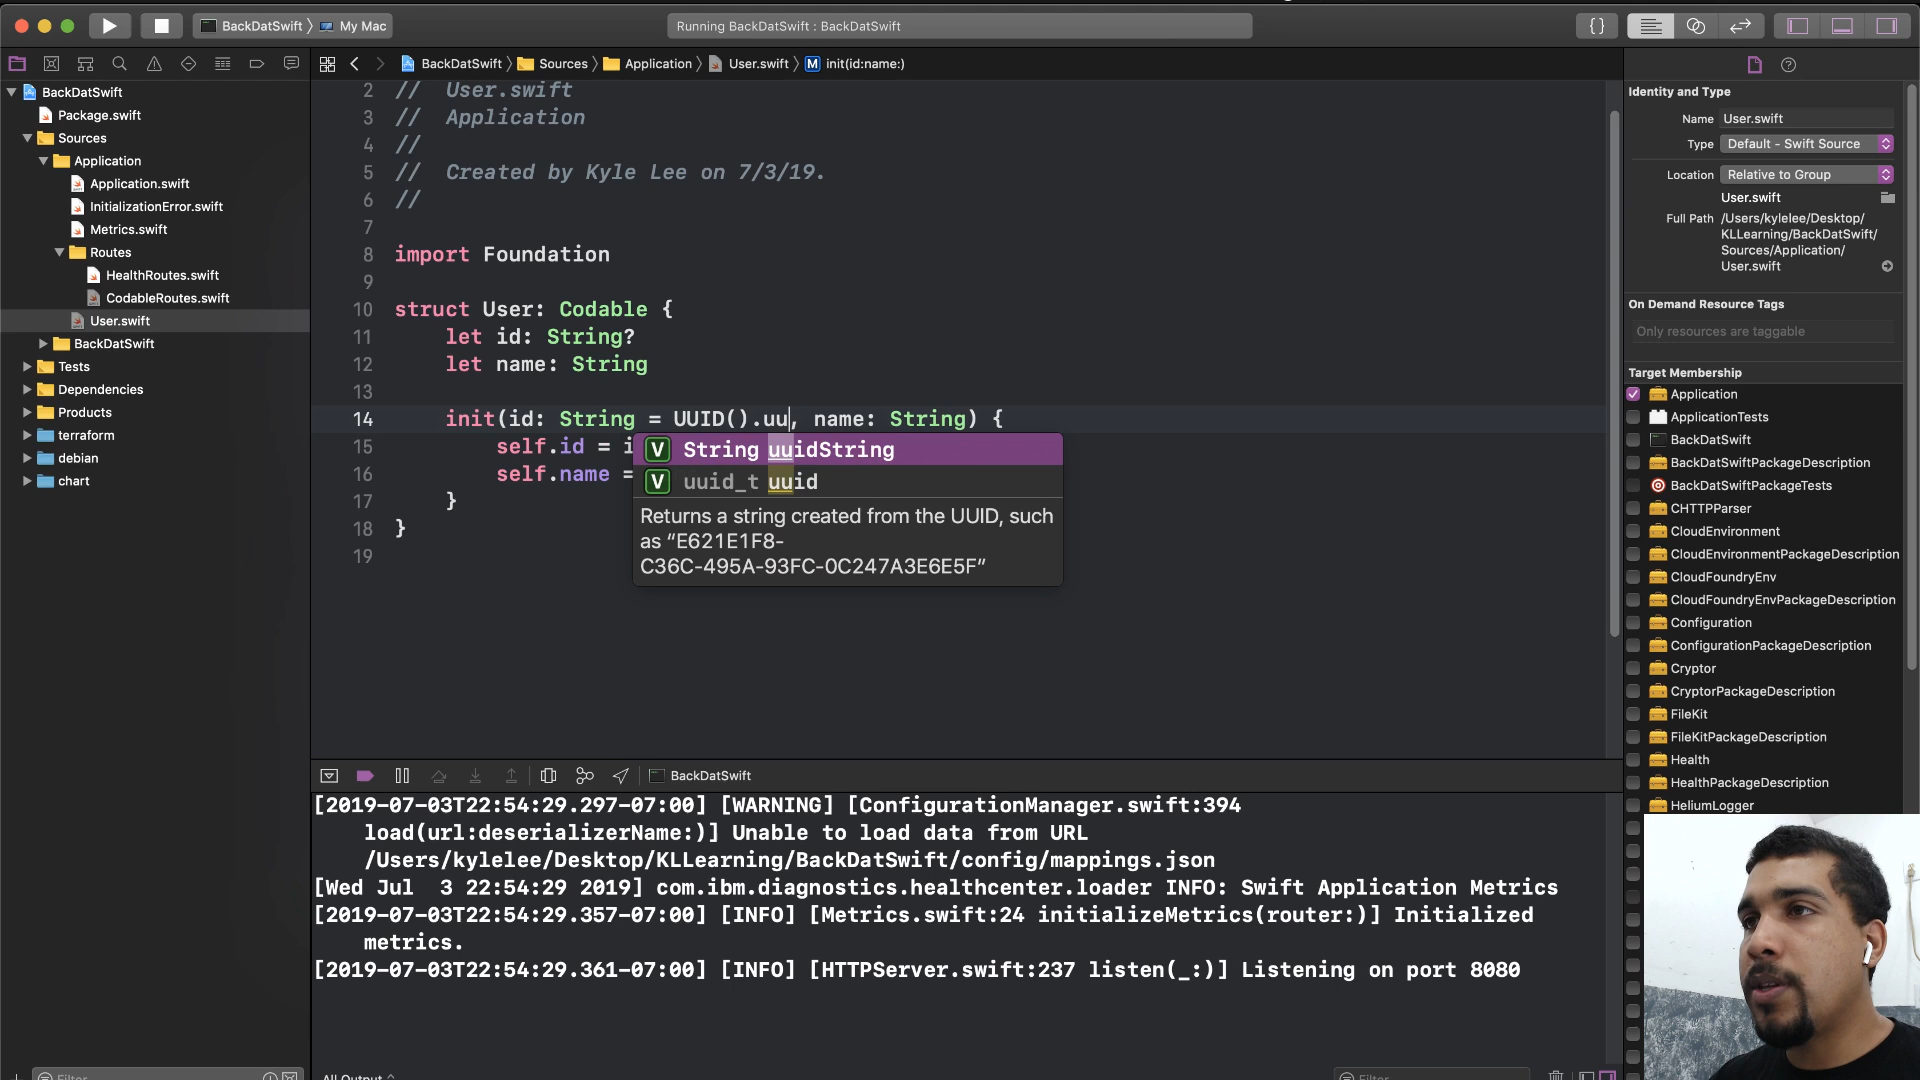 BackDatSwift
My Mac
Running BackDatSwift : BackDatSwift
{}
BackDatSwift
Sources
Application
User.swift
M init(id:name:)
BackDatSwift
Package.swift
Sources
Application
Application.swift
InitializationError.swift
Metrics.swift
Routes
HealthRoutes.swift
CodableRoutes.swift
User.swift
BackDatSwift
Tests
Dependencies
Products
terraform
debian
chart
2 // User.swift
3 // Application
4 //
5 // Created by Kyle Lee on 7/3/19.
6 //
7
8 import Foundation
9
10 struct User: Codable {
11 let id: String?
12 let name: String
13
14 init(id: String = UUID().uu, name: String) {
15 self.id = i
16 self.name =
17 }
18 }
19
V String uuidString
V uuid_t uuid
Returns a string created from the UUID, such
as “E621E1F8-
C36C-495A-93FC-0C247A3E6E5F”
BackDatSwift
[2019-07-03T22:54:29.297-07:00] [WARNING] [ConfigurationManager.swift:394
load(url:deserializerName:)] Unable to load data from URL
/Users/kylelee/Desktop/KLLearning/BackDatSwift/config/mappings.json
[Wed Jul 3 22:54:29 2019] com.ibm.diagnostics.healthcenter.loader INFO: Swift Application Metrics
[2019-07-03T22:54:29.357-07:00] [INFO] [Metrics.swift:24 initializeMetrics(router:)] Initialized
metrics.
[2019-07-03T22:54:29.361-07:00] [INFO] [HTTPServer.swift:237 listen(_:)] Listening on port 8080
Filter
All Output
Filter
Identity and Type
Name User.swift
Type Default - Swift Source
Location Relative to Group
User.swift
Full Path /Users/kylelee/Desktop/
KLLearning/BackDatSwift/
Sources/Application/
User.swift
On Demand Resource Tags
Only resources are taggable
Target Membership
Application
ApplicationTests
BackDatSwift
BackDatSwiftPackageDescription
BackDatSwiftPackageTests
CHTTPParser
CloudEnvironment
CloudEnvironmentPackageDescription
CloudFoundryEnv
CloudFoundryEnvPackageDescription
Configuration
ConfigurationPackageDescription
Cryptor
CryptorPackageDescription
FileKit
FileKitPackageDescription
Health
HealthPackageDescription
HeliumLogger